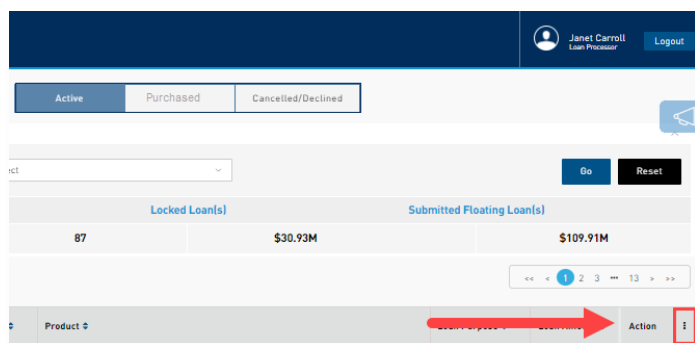 Janet Carroll
Loan Processor
Logout
Active Purchased Cancelled/Declined
ect
Go Reset
Locked Loan(s) Submitted Floating Loan(s)
87 $30.93M $109.91M
<< < 1 2 3 ••• 13 > >>
Product Action